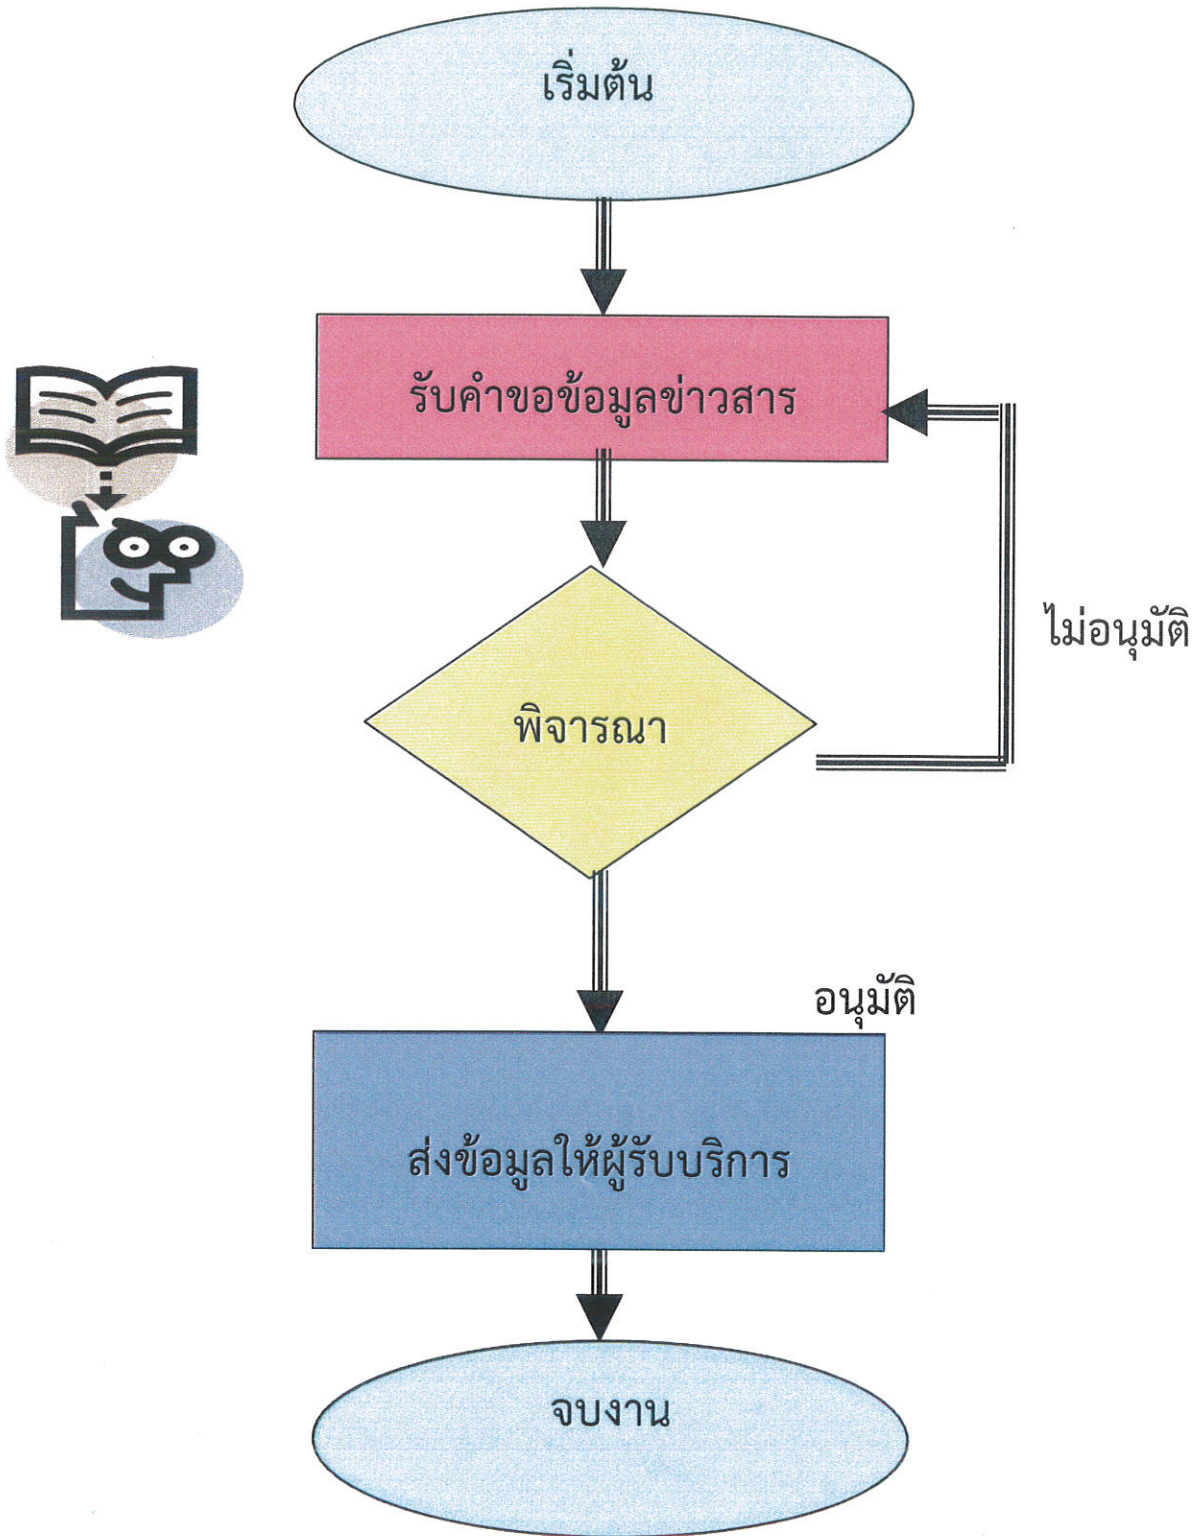 เริ่มต้น
รับคำขอข้อมูลข่าวสาร
ไม่อนุมัติ
พิจารณา
อนุมัติ
ส่งข้อมูลให้ผู้รับบริการ
จบงาน